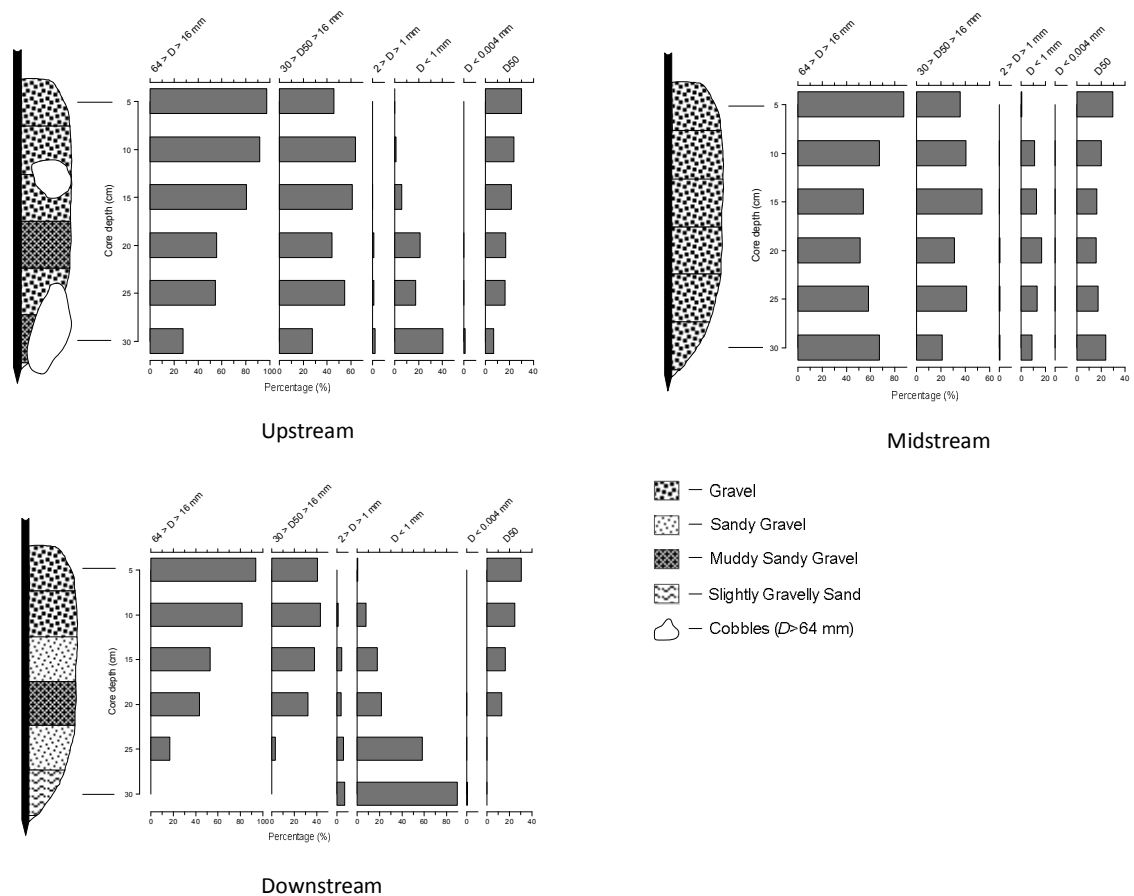 64 > D > 16 mm
30 > D50 > 16 mm
2 > D > 1 mm
D < 1 mm
D < 0.004 mm
D50
0 10 20 30 40
Core depth (cm)
5
10
15
20
25
30
0 20 40 60 80 100
0 20 40 60 80
0
0 20 40
0
0 10 20 30 40
Percentage (%)
Upstream
64 > D > 16 mm
30 > D50 > 16 mm
2 > D > 1 mm
D < 1 mm
D < 0.004 mm
D50
Core depth (cm)
5
10
15
20
25
30
0 20 40 60 80
0 20 40 60
0
0 20
0
0 20 40
Percentage (%)
Midstream
64 > D > 16 mm
30 > D50 > 16 mm
2 > D > 1 mm
D < 1 mm
D < 0.004 mm
D50
Core depth (cm)
5
10
15
20
25
30
0 20 40 60 80 100
0 20 40
0
0 20 40 60 80
0
0 20 40
Percentage (%)
Downstream
Gravel
Sandy Gravel
Muddy Sandy Gravel
Slightly Gravelly Sand
Cobbles (D>64 mm)